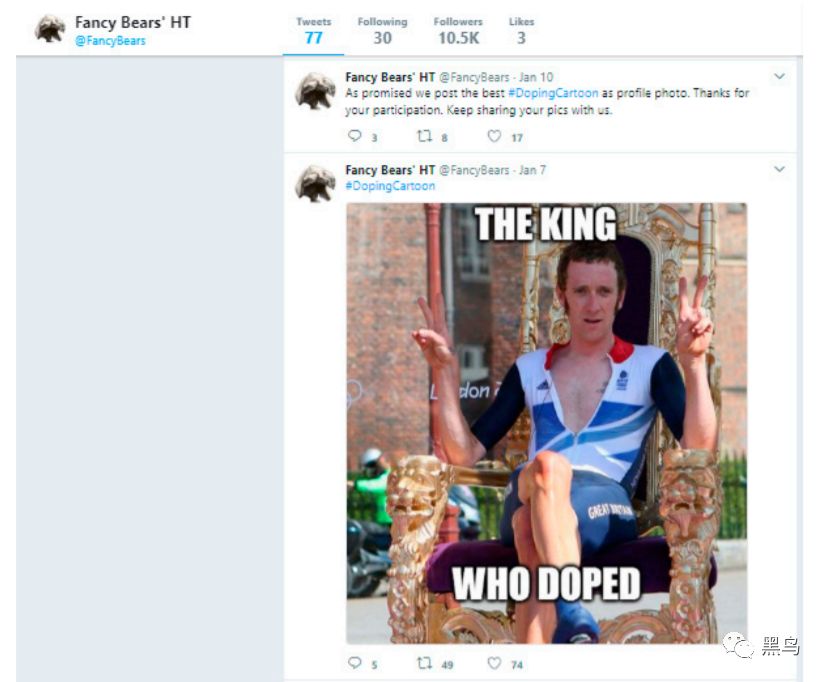 Fancy Bears' HT
@FancyBears
Tweets Following Followers Likes
77 30 10.5K 3
Fancy Bears' HT @FancyBears · Jan 10
As promised we post the best #DopingCartoon as profile photo. Thanks for
your participation. Keep sharing your pics with us.
3 8 17
Fancy Bears' HT @FancyBears · Jan 7
#DopingCartoon
THE KING
London
GREAT BRITAIN
WHO DOPED
5 49 74
黑鸟